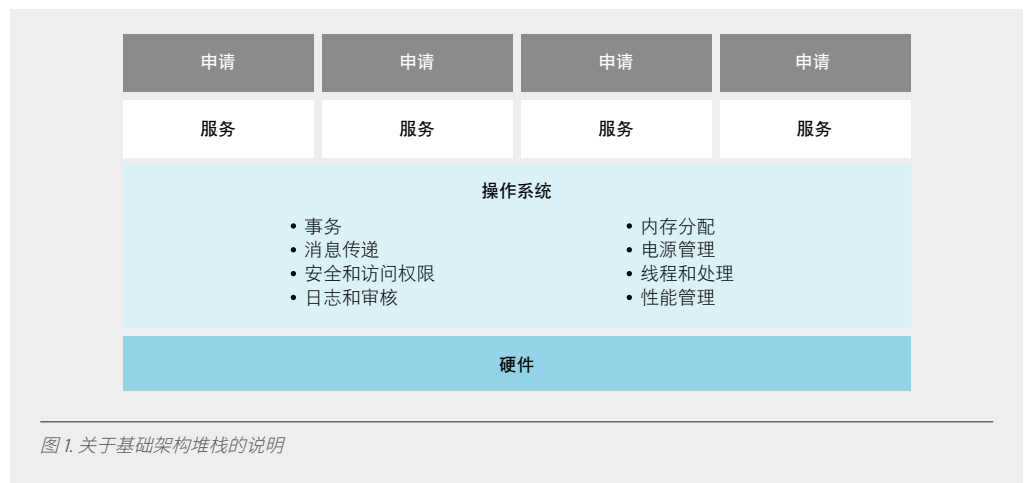 申请 申请 申请 申请
服务 服务 服务 服务
操作系统
• 事务
• 消息传递
• 安全和访问权限
• 日志和审核
• 内存分配
• 电源管理
• 线程和处理
• 性能管理
硬件
图 1. 关于基础架构堆栈的说明